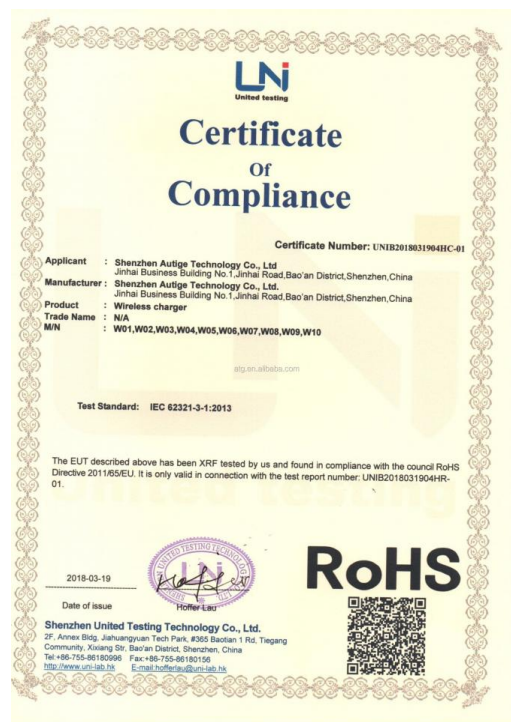 LNi
United testing
Certificate
Of
Compliance
Certificate Number: UNIB2018031904HC-01
Applicant : Shenzhen Autige Technology Co., Ltd
Jinhai Business Building No.1,Jinhai Road,Bao'an District,Shenzhen,China
Manufacturer : Shenzhen Autige Technology Co., Ltd.
Jinhai Business Building No.1,Jinhai Road,Bao'an District,Shenzhen,China
Product : Wireless charger
Trade Name : N/A
M/N : W01,W02,W03,W04,W05,W06,W07,W08,W09,W10
atg.en.alibaba.com
Test Standard: IEC 62321-3-1:2013
The EUT described above has been XRF tested by us and found in compliance with the council RoHS
Directive 2011/65/EU. It is only valid in connection with the test report number: UNIB2018031904HR-
01.
UNITED TESTING TECHNOLOGY
LNi
2018-03-19
Date of issue
Hoffer Lau
RoHS
Shenzhen United Testing Technology Co., Ltd.
2F, Annex Bldg, Jiahuangyuan Tech Park, #365 Baotian 1 Rd, Tiegang
Community, Xixiang Str, Bao'an District, Shenzhen, China
Tel:+86-755-86180996 Fax:+86-755-86180156
http://www.uni-lab.hk E-mail:hofferlau@uni-lab.hk